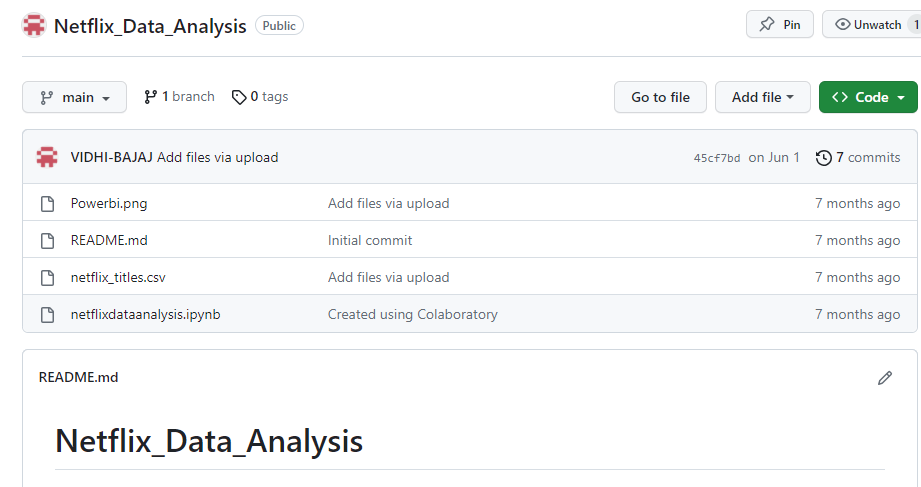 Netflix_Data_Analysis Public Pin Unwatch 1
main 1 branch 0 tags Go to file Add file <> Code
VIDHI-BAJAJ Add files via upload 45cf7bd on Jun 1 7 commits
Powerbi.png Add files via upload 7 months ago
README.md Initial commit 7 months ago
netflix_titles.csv Add files via upload 7 months ago
netflixdataanalysis.ipynb Created using Colaboratory 7 months ago
README.md
Netflix_Data_Analysis